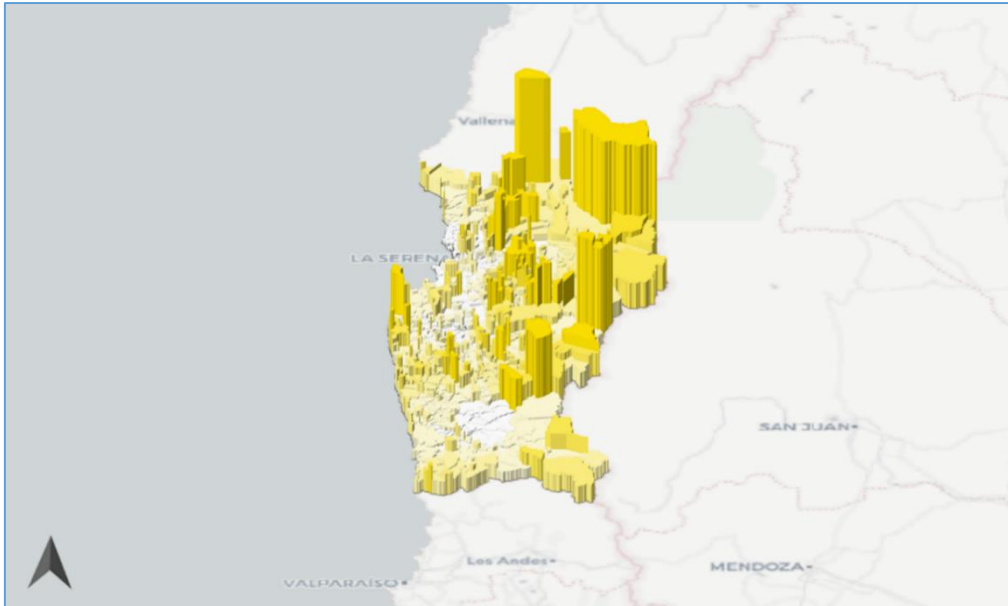 Vallena
LA SERENA
SAN JUAN
Los Andes
MENDOZA
VALPARAÍSO